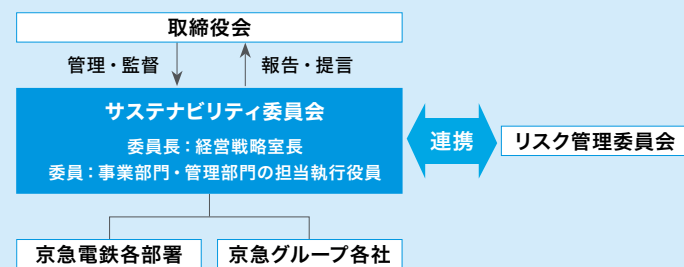 取締役会
管理・監督
報告・提言
サステナビリティ委員会
委員長：経営戦略室長
委員：事業部門・管理部門の担当執行役員
連携
リスク管理委員会
京急電鉄各部署
京急グループ各社